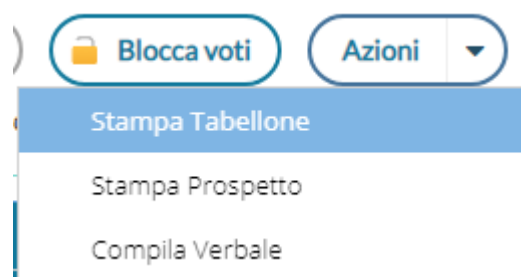 Blocca voti Azioni
Stampa Tabellone
Stampa Prospetto
Compila Verbale